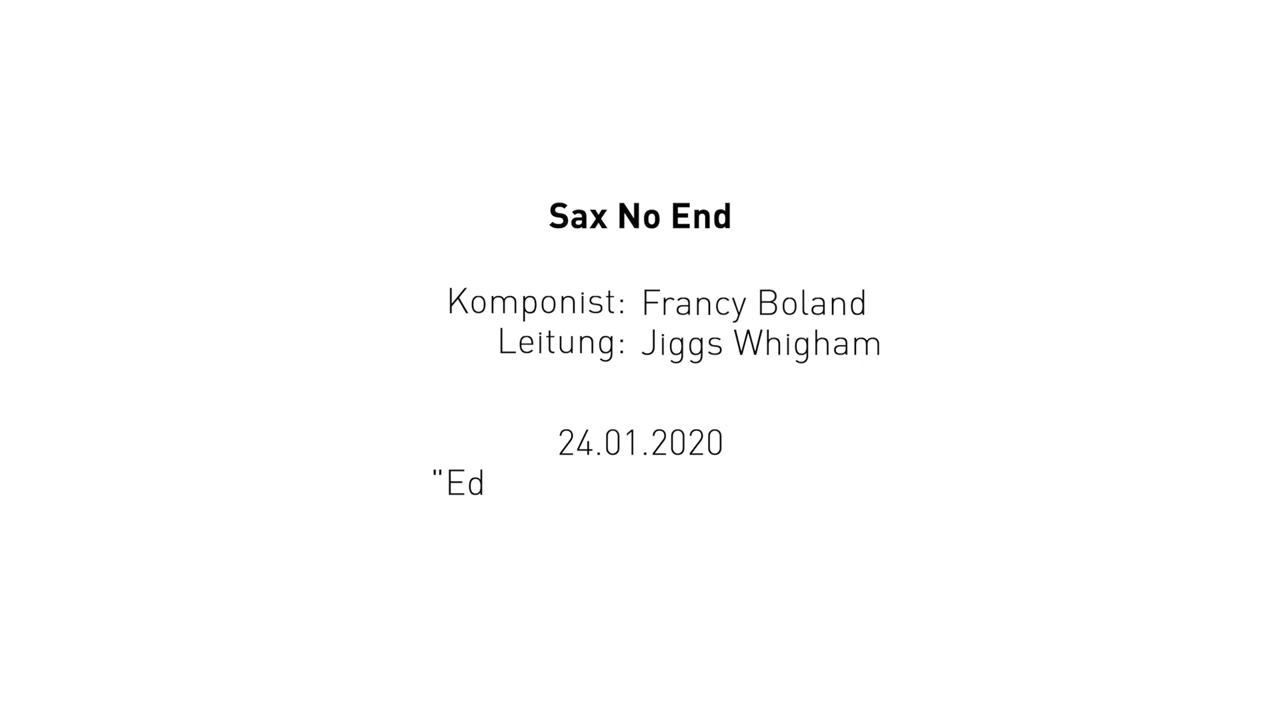 Sax No End
Komponist: Francy Boland
Leitung: Jiggs Whigham
24.01.2020
"Ed